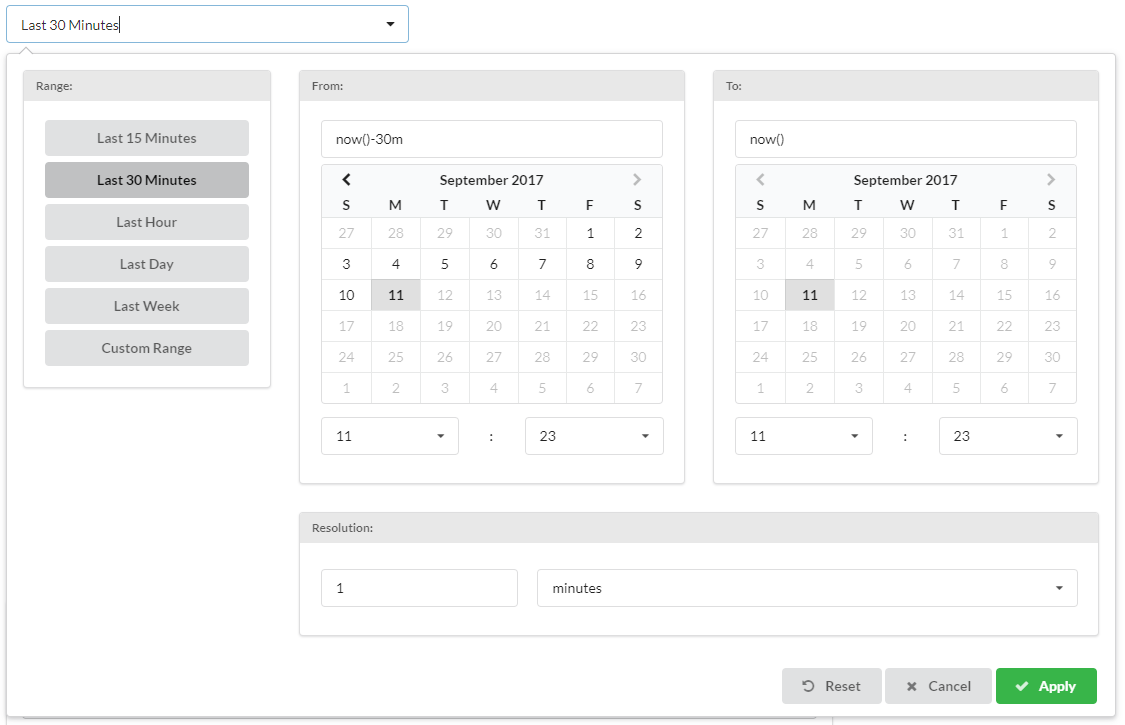 Last 30 Minutes
Range:
Last 15 Minutes
Last 30 Minutes
Last Hour
Last Day
Last Week
Custom Range
From:
now()-30m
September 2017
S M T W T F S
27 28 29 30 31 1 2
3 4 5 6 7 8 9
10 11 12 13 14 15 16
17 18 19 20 21 22 23
24 25 26 27 28 29 30
1 2 3 4 5 6 7
11 : 23
To:
now()
September 2017
S M T W T F S
27 28 29 30 31 1 2
3 4 5 6 7 8 9
10 11 12 13 14 15 16
17 18 19 20 21 22 23
24 25 26 27 28 29 30
1 2 3 4 5 6 7
11 : 23
Resolution:
1 minutes
Reset Cancel Apply